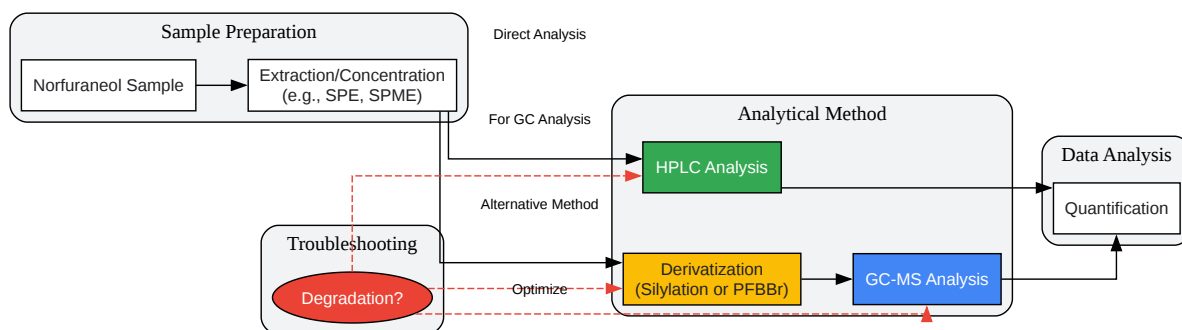 Sample Preparation
Direct Analysis
Norfuraneol Sample
Extraction/Concentration
(e.g., SPE, SPME)
For GC Analysis
Analytical Method
HPLC Analysis
Data Analysis
Quantification
Alternative Method
Troubleshooting
Degradation?
Optimize
Derivatization
(Silylation or PFBBr)
GC-MS Analysis